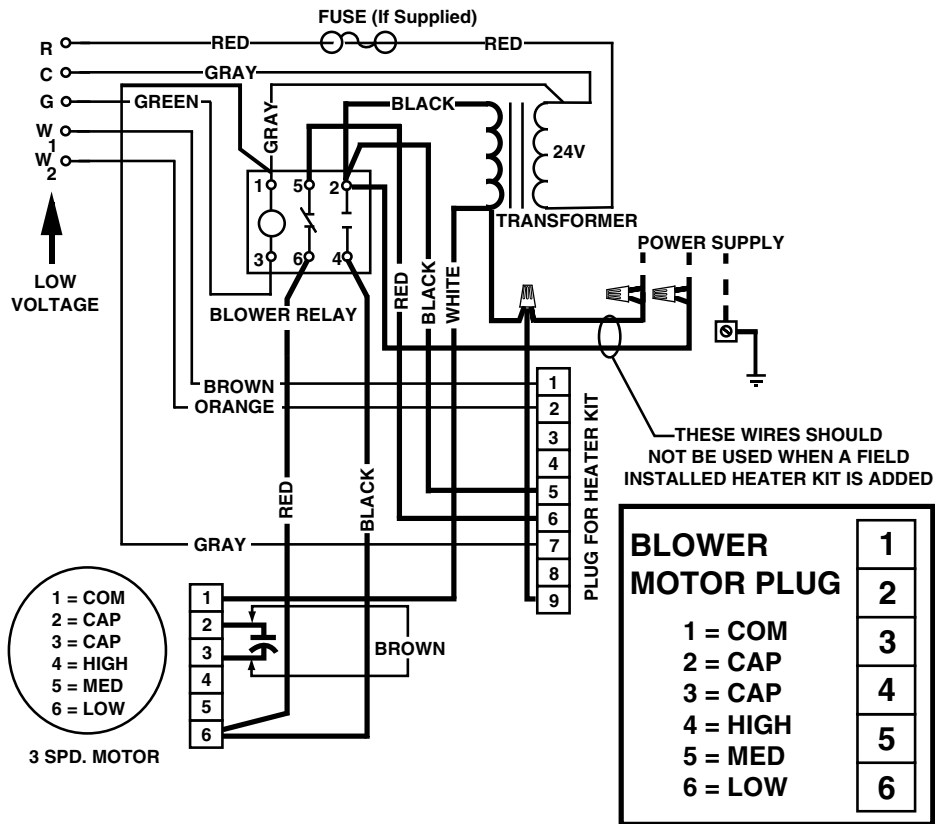 FUSE (If Supplied)
R
RED
RED
C
GRAY
G
GREEN
BLACK
W
1
W
2
GRAY
24V
1
5
2
TRANSFORMER
3
6
4
BLOWER RELAY
LOW
VOLTAGE
POWER SUPPLY
RED
BLACK
WHITE
BROWN
ORANGE
1
2
3
4
5
6
7
8
9
PLUG FOR HEATER KIT
THESE WIRES SHOULD
NOT BE USED WHEN A FIELD
INSTALLED HEATER KIT IS ADDED
RED
BLACK
GRAY
1 = COM
2 = CAP
3 = CAP
4 = HIGH
5 = MED
6 = LOW
3 SPD. MOTOR
1
2
3
4
5
6
BROWN
BLOWER
MOTOR PLUG
1 = COM
2 = CAP
3 = CAP
4 = HIGH
5 = MED
6 = LOW
1
2
3
4
5
6